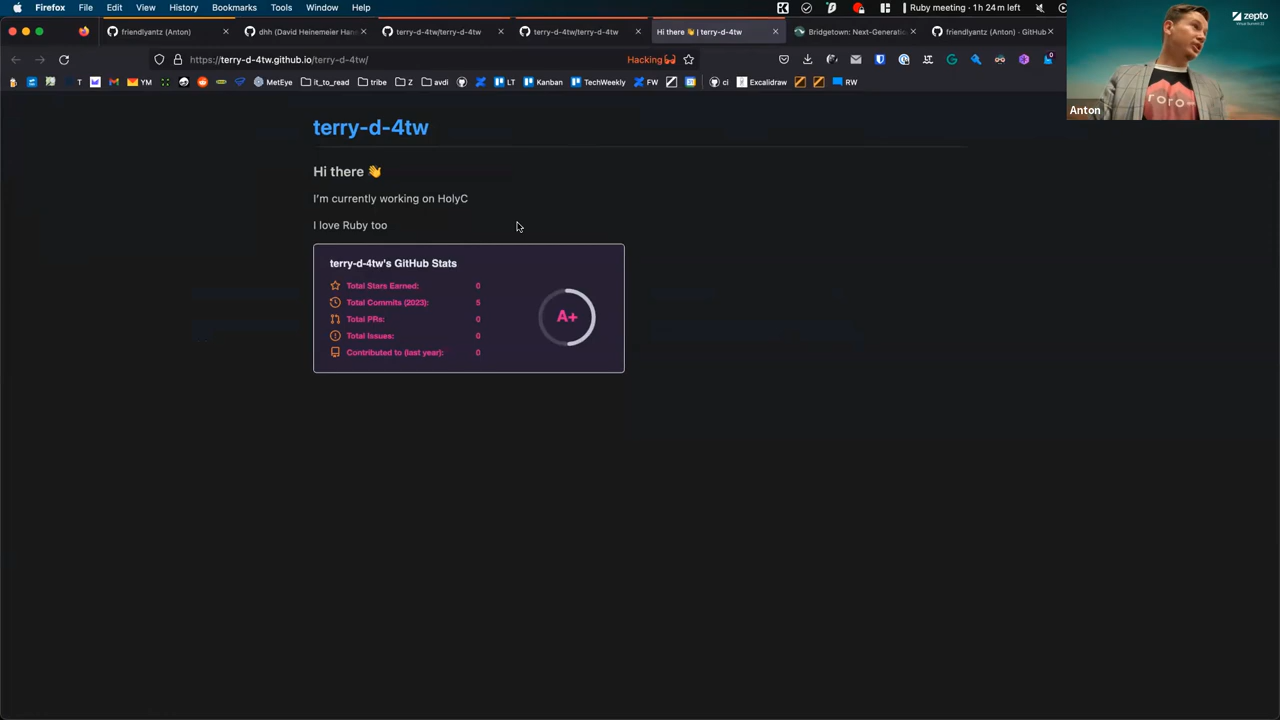 Firefox File Edit View History Bookmarks Tools Window Help
Ruby meeting · 1h 24 m left
friendlyantz (Anton)
dhh (David Heinemeier Han
terry-d-4tw/terry-d-4tw
terry-d-4tw/terry-d-4tw
Hi there 👋 | terry-d-4tw
Bridgetown: Next-Generatio
friendlyantz (Anton) · GitHub
https://terry-d-4tw.github.io/terry-d-4tw/
Hacking
T
YM
MetEye
it_to_read
tribe
Z
avdi
LT
Kanban
TechWeekly
FW
ci
Excalidraw
RW
zepto
roro
Anton
terry-d-4tw
Hi there 👋
I'm currently working on HolyC
I love Ruby too
terry-d-4tw's GitHub Stats
Total Stars Earned: 0
Total Commits (2023): 5
Total PRs: 0
Total Issues: 0
Contributed to (last year): 0
A+